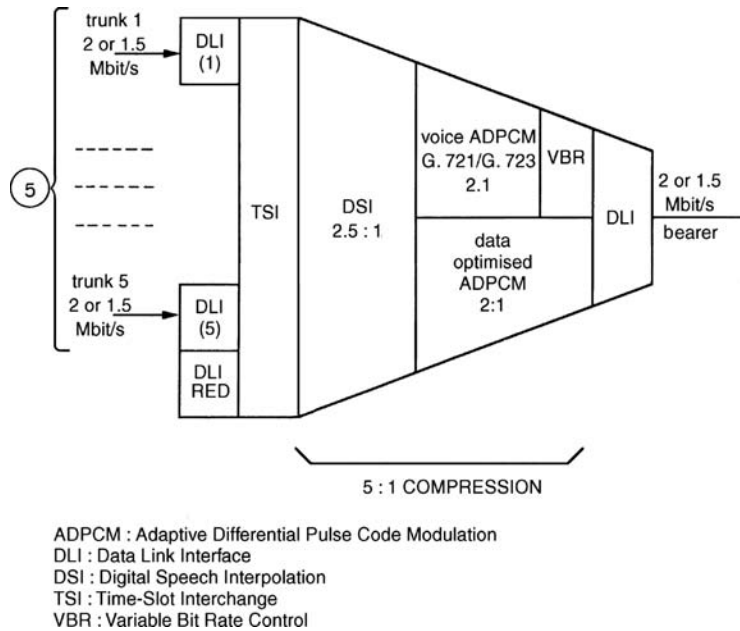 trunk 1
2 or 1.5
Mbit/s
DLI
(1)
5
trunk 5
2 or 1.5
Mbit/s
DLI
(5)
DLI
RED
TSI
DSI
2.5 : 1
voice ADPCM
G. 721/G. 723
2.1
VBR
data
optimised
ADPCM
2:1
DLI
2 or 1.5
Mbit/s
bearer
5 : 1 COMPRESSION
ADPCM : Adaptive Differential Pulse Code Modulation
DLI : Data Link Interface
DSI : Digital Speech Interpolation
TSI : Time-Slot Interchange
VBR : Variable Bit Rate Control